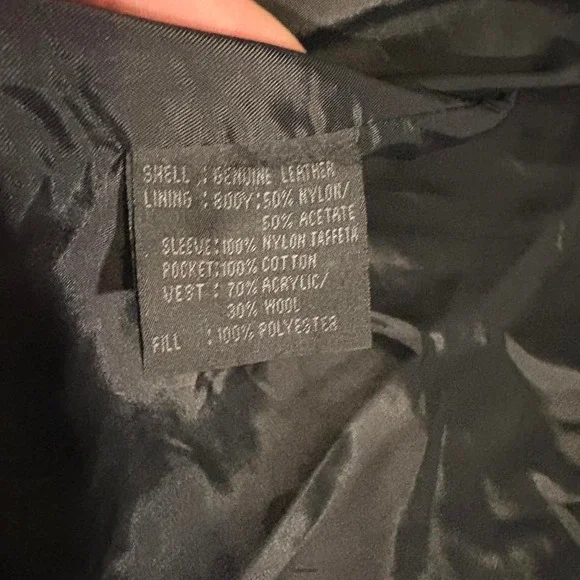 SHELL : GENUINE LEATHER
LINING : BODY:50% NYLON/
50% ACETATE
SLEEVE:100% NYLON TAFFETA
POCKET:100% COTTON
VEST : 70% ACRYLIC/
30% WOOL
FILL : 100% POLYESTER